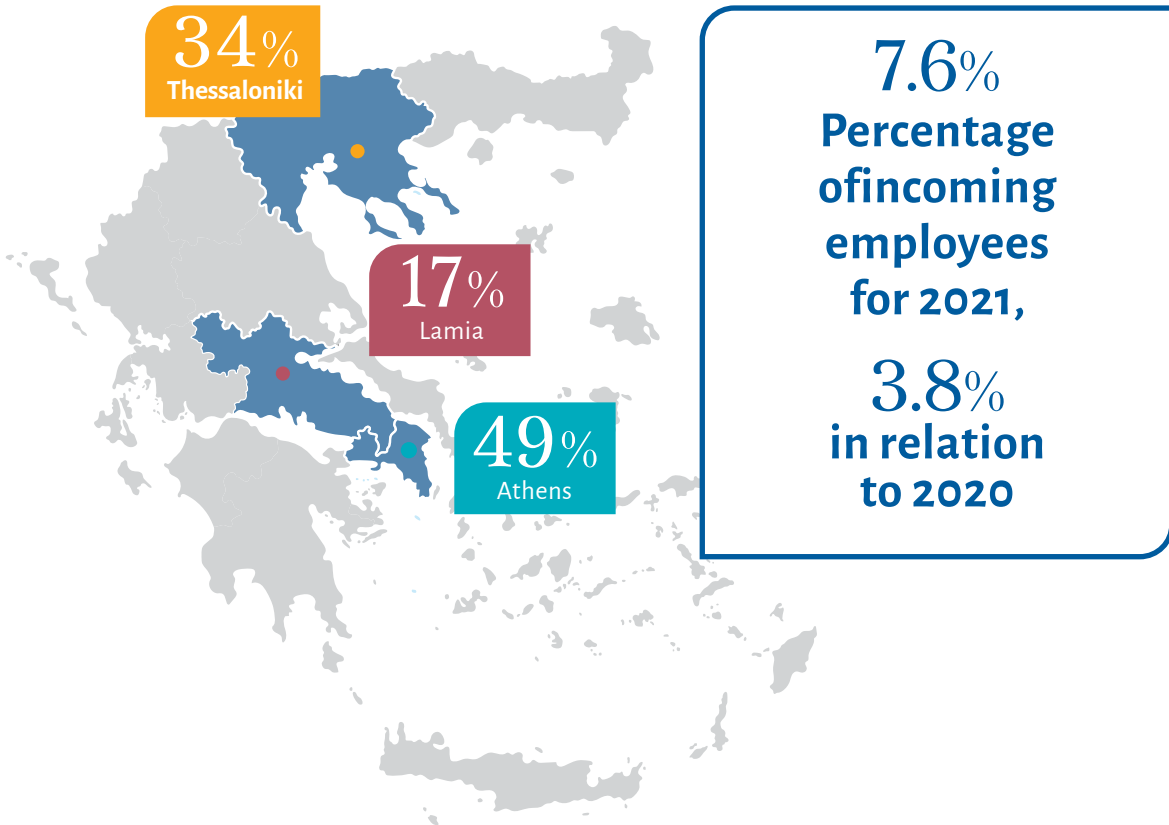 34%
Thessaloniki
17%
Lamia
49%
Athens
7.6%
Percentage
ofincoming
employees
for 2021,
3.8%
in relation
to 2020